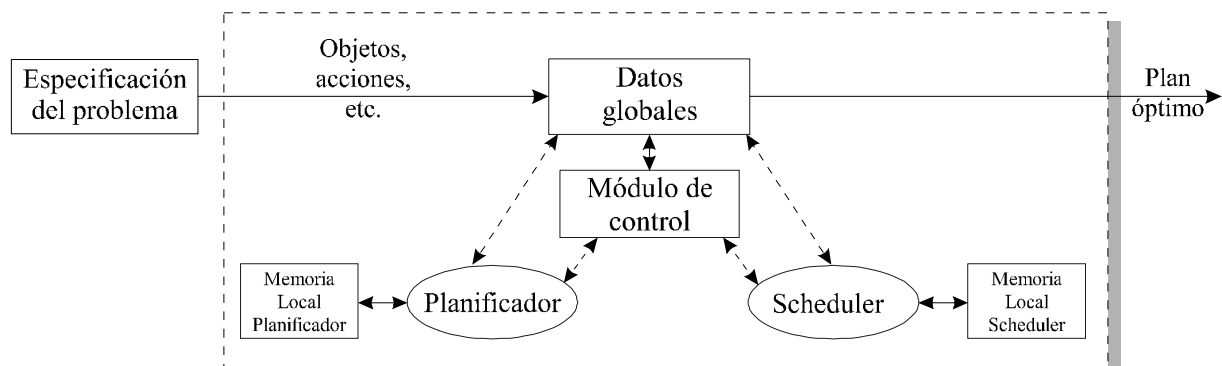 Especificación
del problema
Objetos,
acciones,
etc.
Datos
globales
Plan
óptimo
Módulo de
control
Memoria
Local
Planificador
Planificador
Scheduler
Memoria
Local
Scheduler